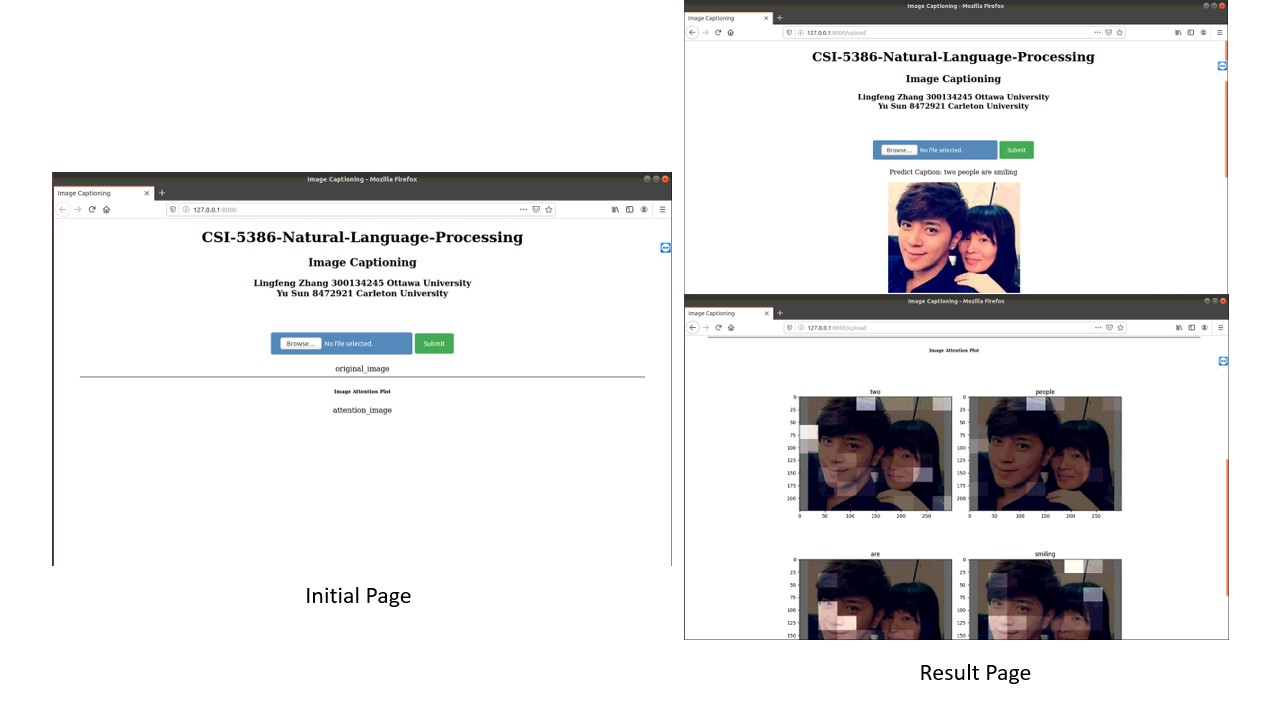 Image Captioning - Mozilla Firefox
Image Captioning
127.0.0.1:8000
CSI-5386-Natural-Language-Processing
Image Captioning
Lingfeng Zhang 300134245 Ottawa University
Yu Sun 8472921 Carleton University
Browse... No file selected. Submit
original_image
Image Attention Plot
attention_image
Initial Page
Image Captioning - Mozilla Firefox
Image Captioning
127.0.0.1:8000/upload
CSI-5386-Natural-Language-Processing
Image Captioning
Lingfeng Zhang 300134245 Ottawa University
Yu Sun 8472921 Carleton University
Browse... No file selected. Submit
Predict Caption: two people are smiling
Image Captioning - Mozilla Firefox
Image Captioning
127.0.0.1:8000/upload
Image Attention Plot
two people
0 0
25 25
50 50
75 75
100 100
125 125
150 150
175 175
200 200
0 50 100 150 200 250 0 50 100 150 200 250
are smiling
0 0
25 25
50 50
75 75
100 100
125 125
150 150
Result Page